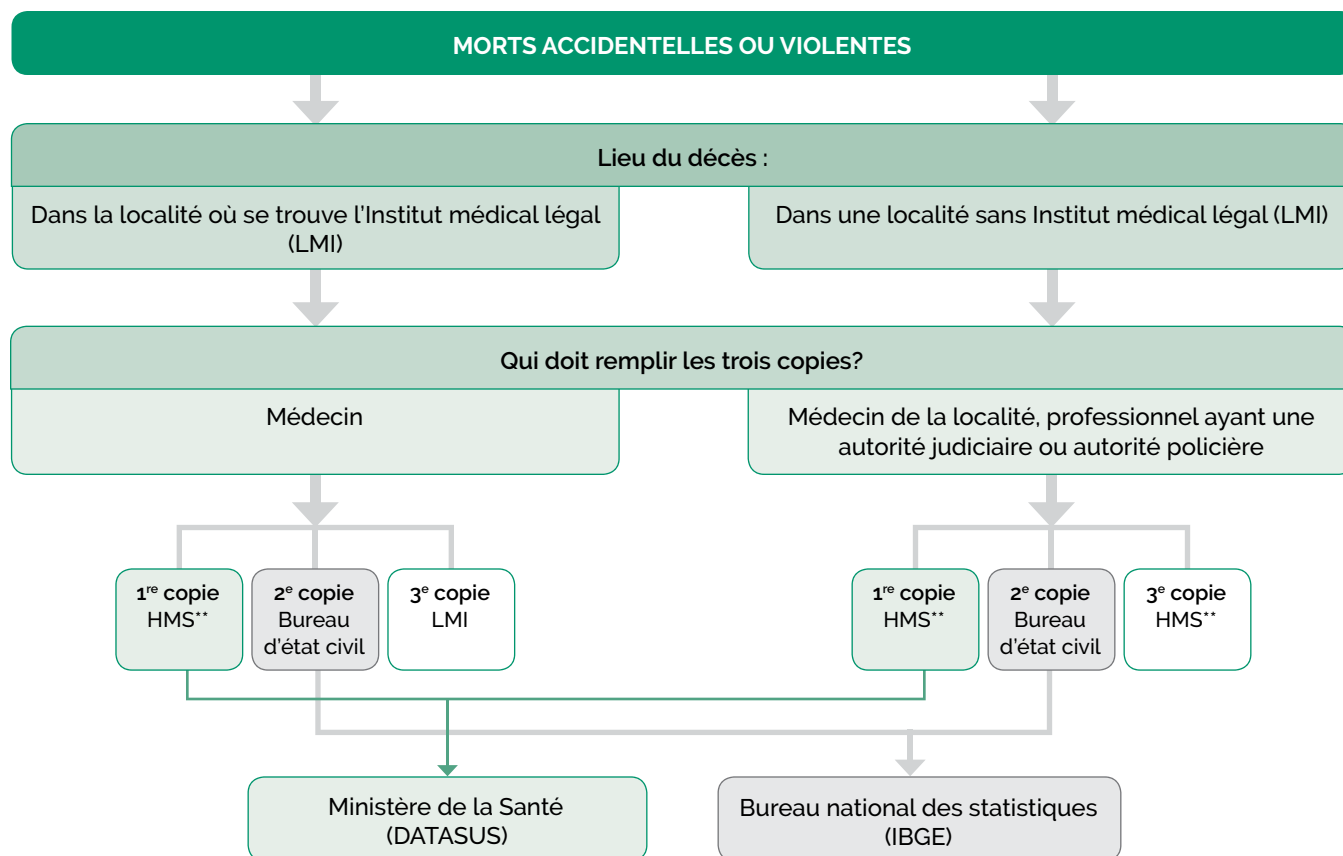 MORTS ACCIDENTELLES OU VIOLENTES
Lieu du décès :
Dans la localité où se trouve l'Institut médical légal
(LMI)
Dans une localité sans Institut médical légal (LMI)
Qui doit remplir les trois copies?
Médecin
Médecin de la localité, professionnel ayant une
autorité judiciaire ou autorité policière
1re copie
HMS**
2e copie
Bureau
d'état civil
3e copie
LMI
1re copie
HMS**
2e copie
Bureau
d'état civil
3e copie
HMS**
Ministère de la Santé
(DATASUS)
Bureau national des statistiques
(IBGE)